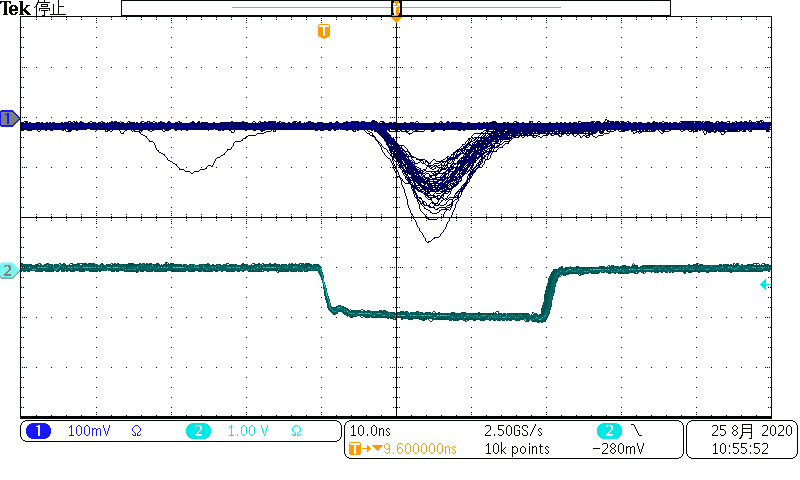 Tek 停止
T
T
1
2
1 100mV Ω 2 1.00 V Ω
10.0ns 2.50GS/s 2
T→▼9.600000ns 10k points −280mV
25 8月 2020
10:55:52